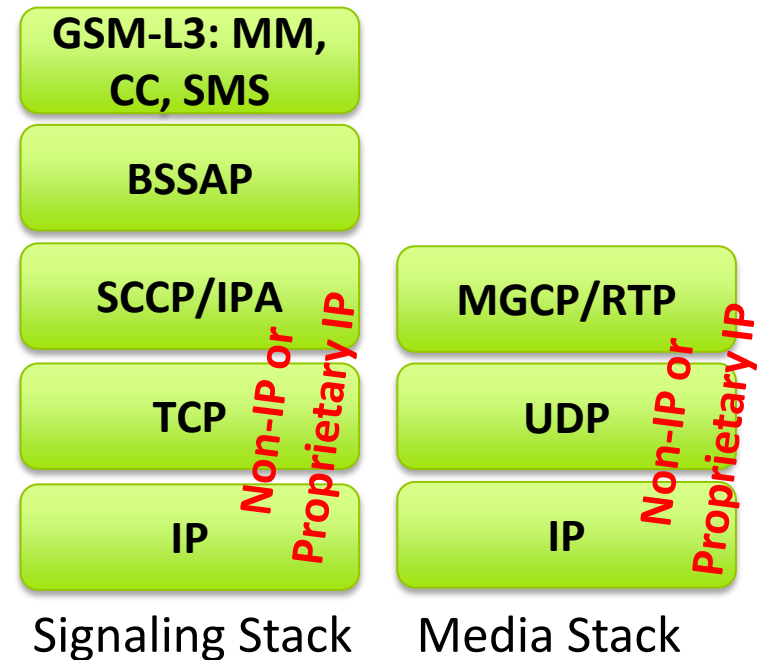 GSM-L3: MM,
CC, SMS
BSSAP
SCCP/IPA
TCP
IP
Non-IP or
Proprietary IP
Signaling Stack
MGCP/RTP
UDP
IP
Non-IP or
Proprietary IP
Media Stack